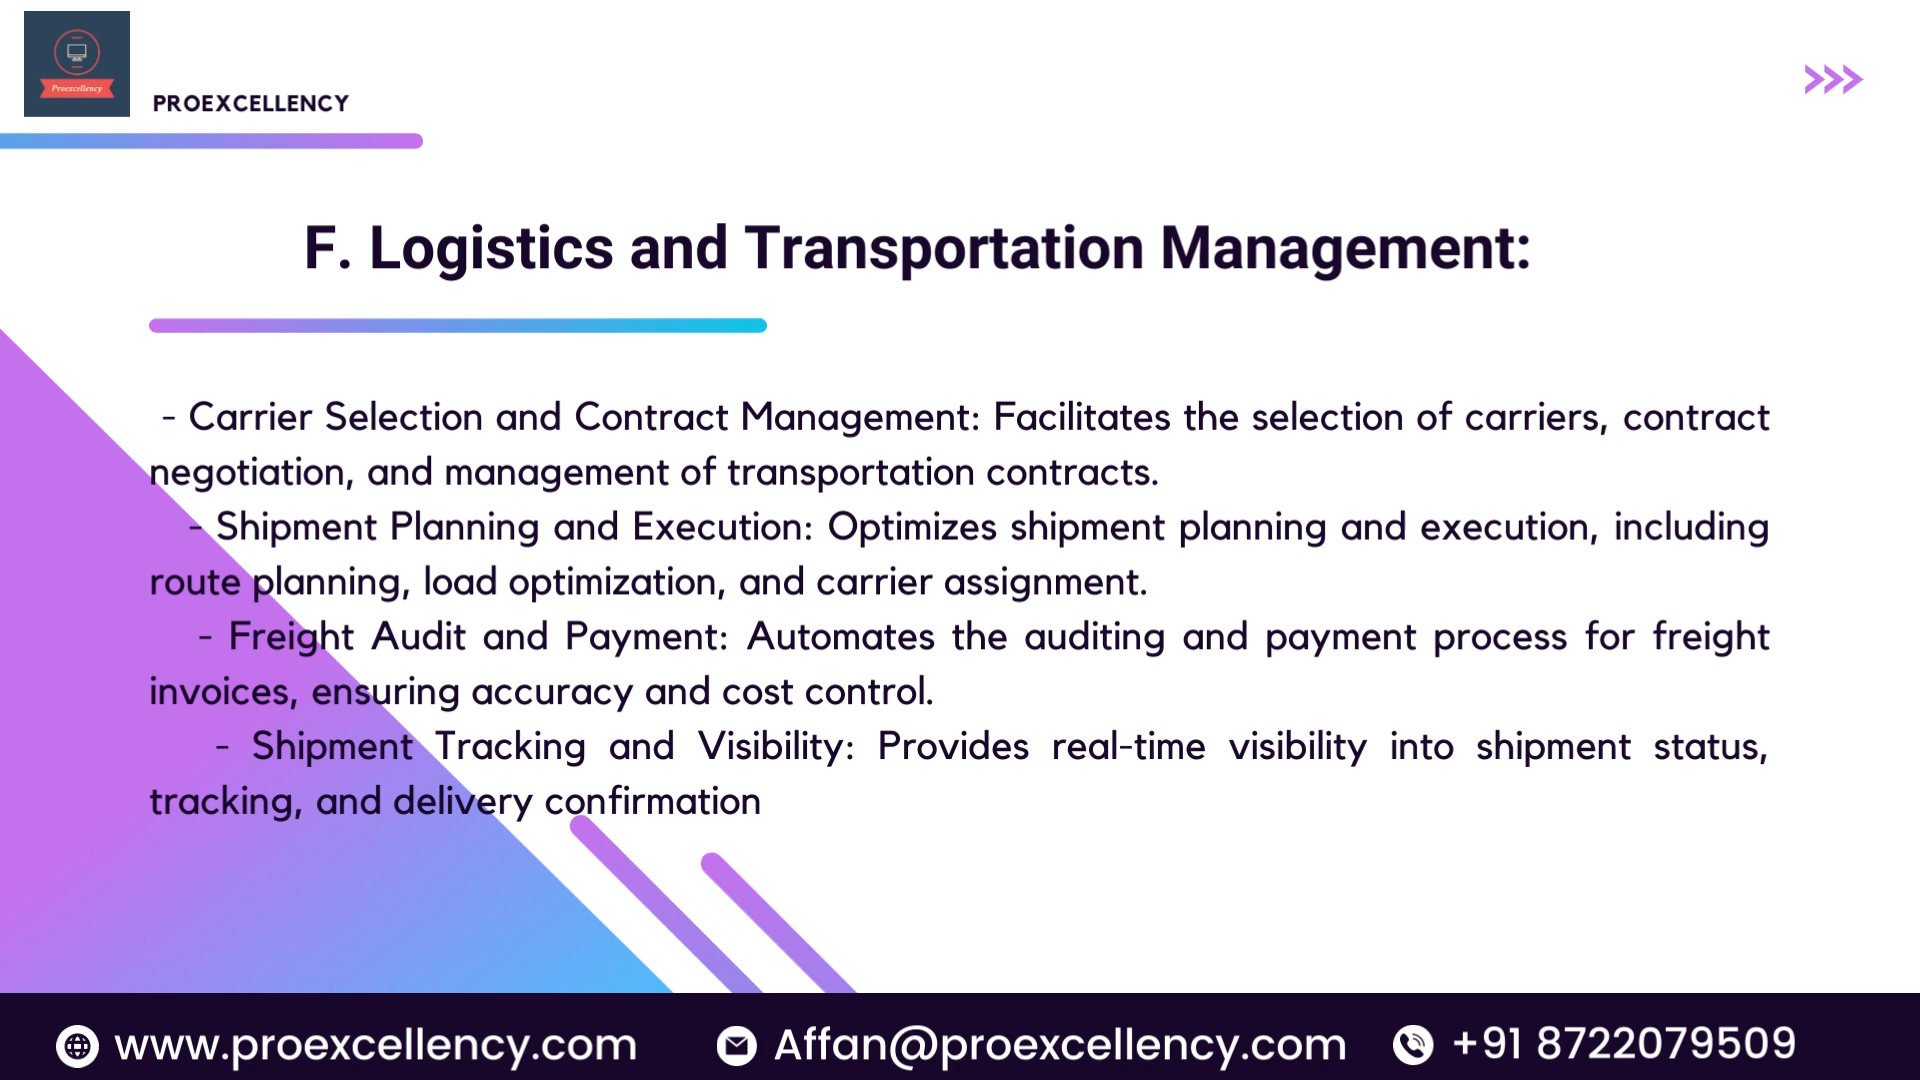 Proexcellency
PROEXCELLENCY
F. Logistics and Transportation Management:
- Carrier Selection and Contract Management: Facilitates the selection of carriers, contract
negotiation, and management of transportation contracts.
- Shipment Planning and Execution: Optimizes shipment planning and execution, including
route planning, load optimization, and carrier assignment.
- Freight Audit and Payment: Automates the auditing and payment process for freight
invoices, ensuring accuracy and cost control.
- Shipment Tracking and Visibility: Provides real-time visibility into shipment status,
tracking, and delivery confirmation
www.proexcellency.com
Affan@proexcellency.com
+91 8722079509